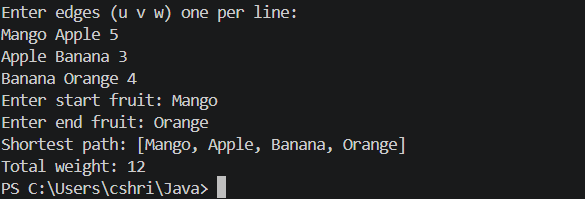 Enter edges (u v w) one per line:
Mango Apple 5
Apple Banana 3
Banana Orange 4
Enter start fruit: Mango
Enter end fruit: Orange
Shortest path: [Mango, Apple, Banana, Orange]
Total weight: 12
PS C:\Users\cshri\Java>